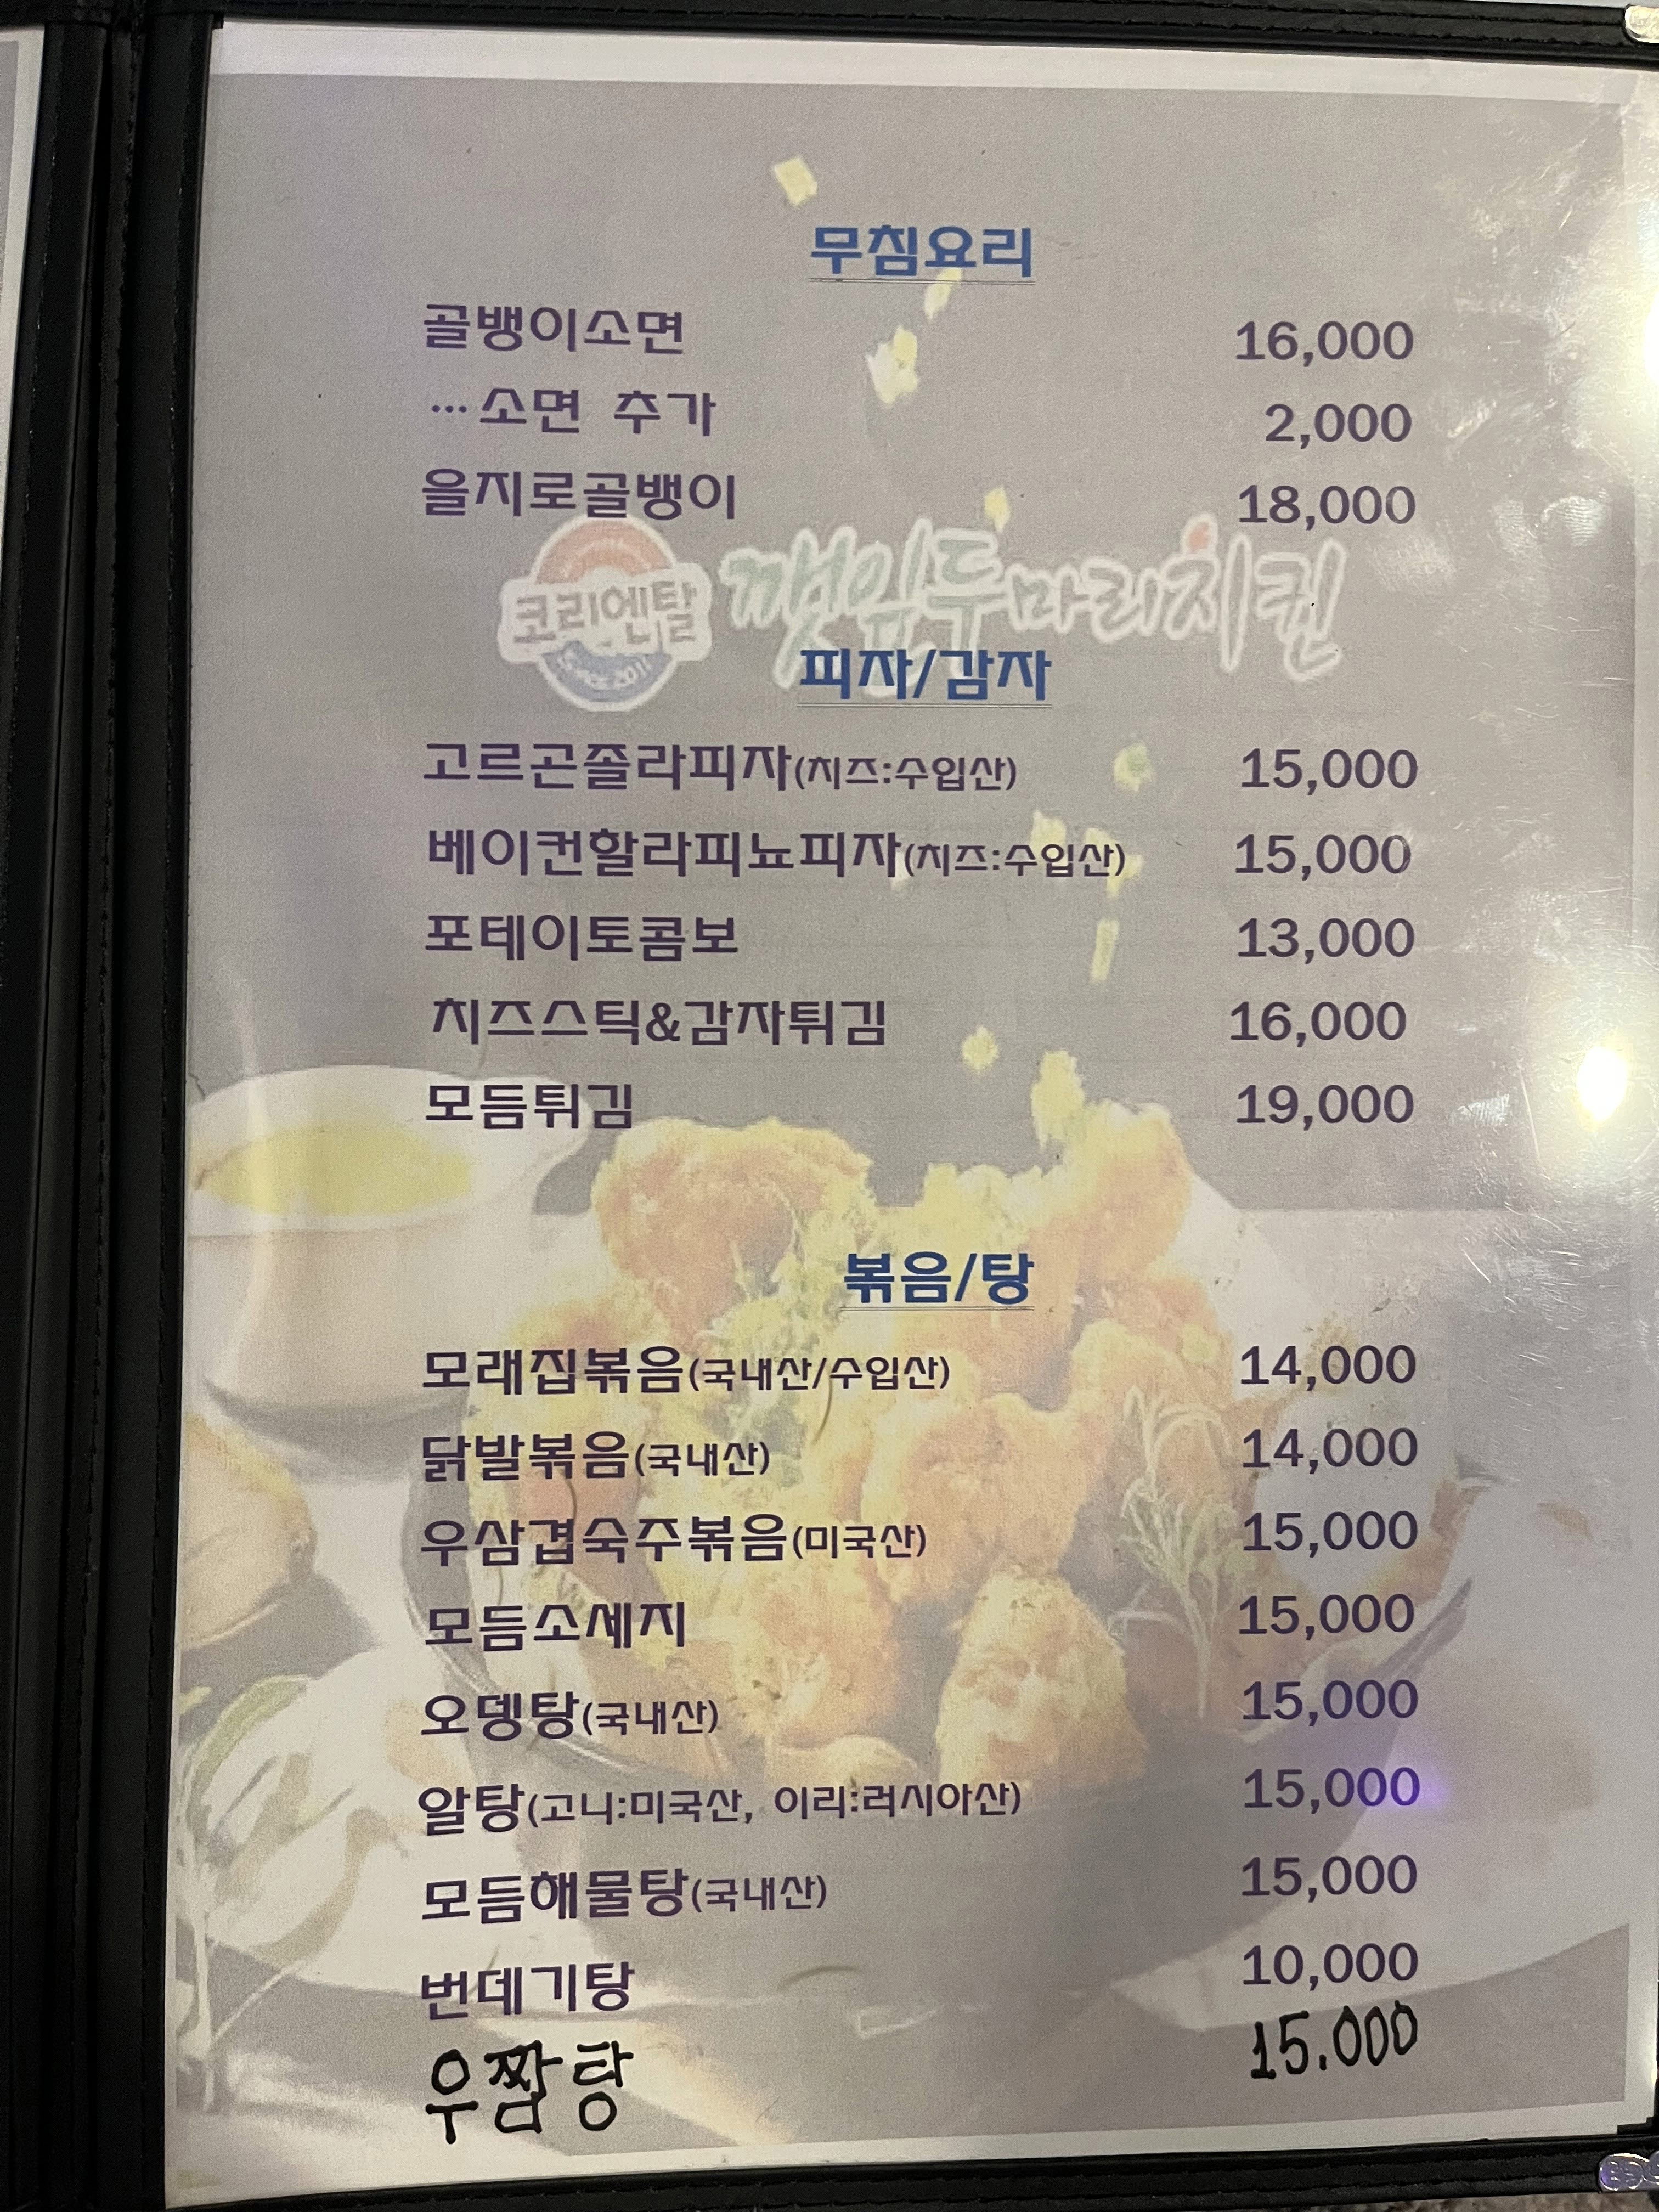 무침요리
골뱅이소면 16,000
…소면 추가 2,000
을지로골뱅이 18,000
코리엔탈 깻잎두마리치킨
Since 2011
피자/감자
고르곤졸라피자(치즈:수입산) 15,000
베이컨할라피뇨피자(치즈:수입산) 15,000
포테이토콤보 13,000
치즈스틱&감자튀김 16,000
모듬튀김 19,000
볶음/탕
모래집볶음(국내산/수입산) 14,000
닭발볶음(국내산) 14,000
우삼겹숙주볶음(미국산) 15,000
모듬소세지 15,000
오뎅탕(국내산) 15,000
알탕(고니:미국산, 이리:러시아산) 15,000
모듬해물탕(국내산) 15,000
번데기탕 10,000
우짬탕 15.000